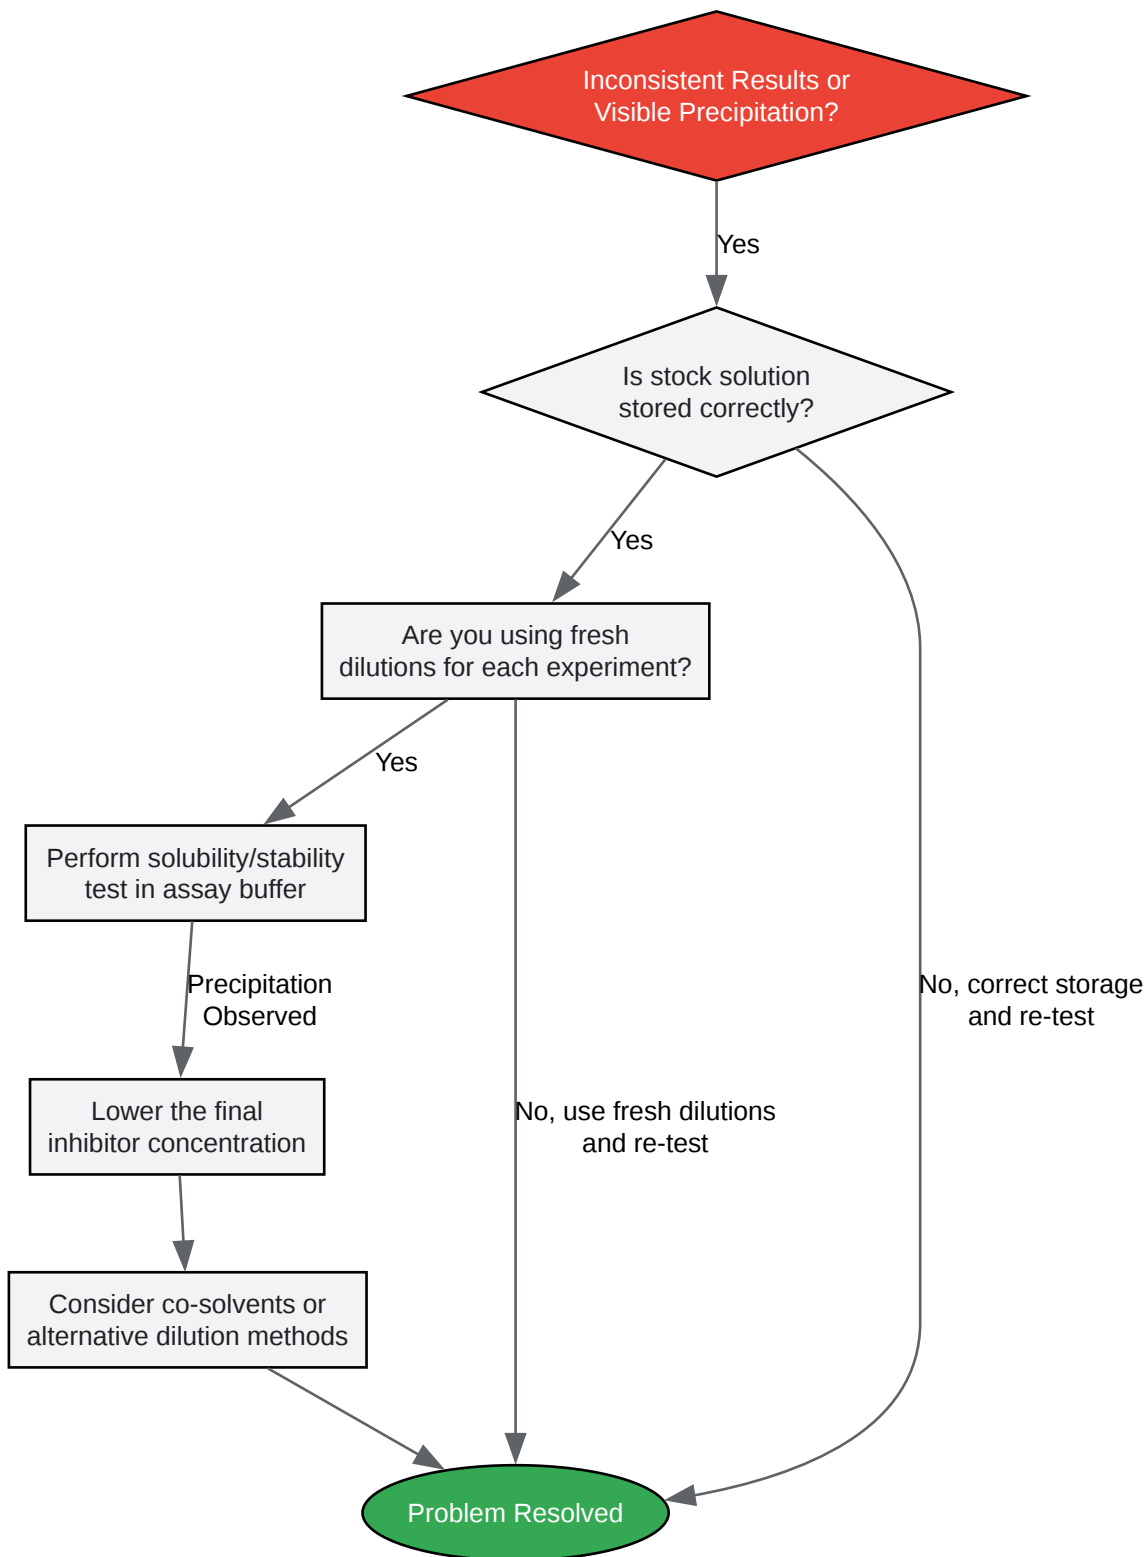 Inconsistent Results or
Visible Precipitation?
Yes
Is stock solution
stored correctly?
Yes
Are you using fresh
dilutions for each experiment?
Yes
Perform solubility/stability
test in assay buffer
Precipitation
Observed
No, correct storage
and re-test
Lower the final
inhibitor concentration
No, use fresh dilutions
and re-test
Consider co-solvents or
alternative dilution methods
Problem Resolved